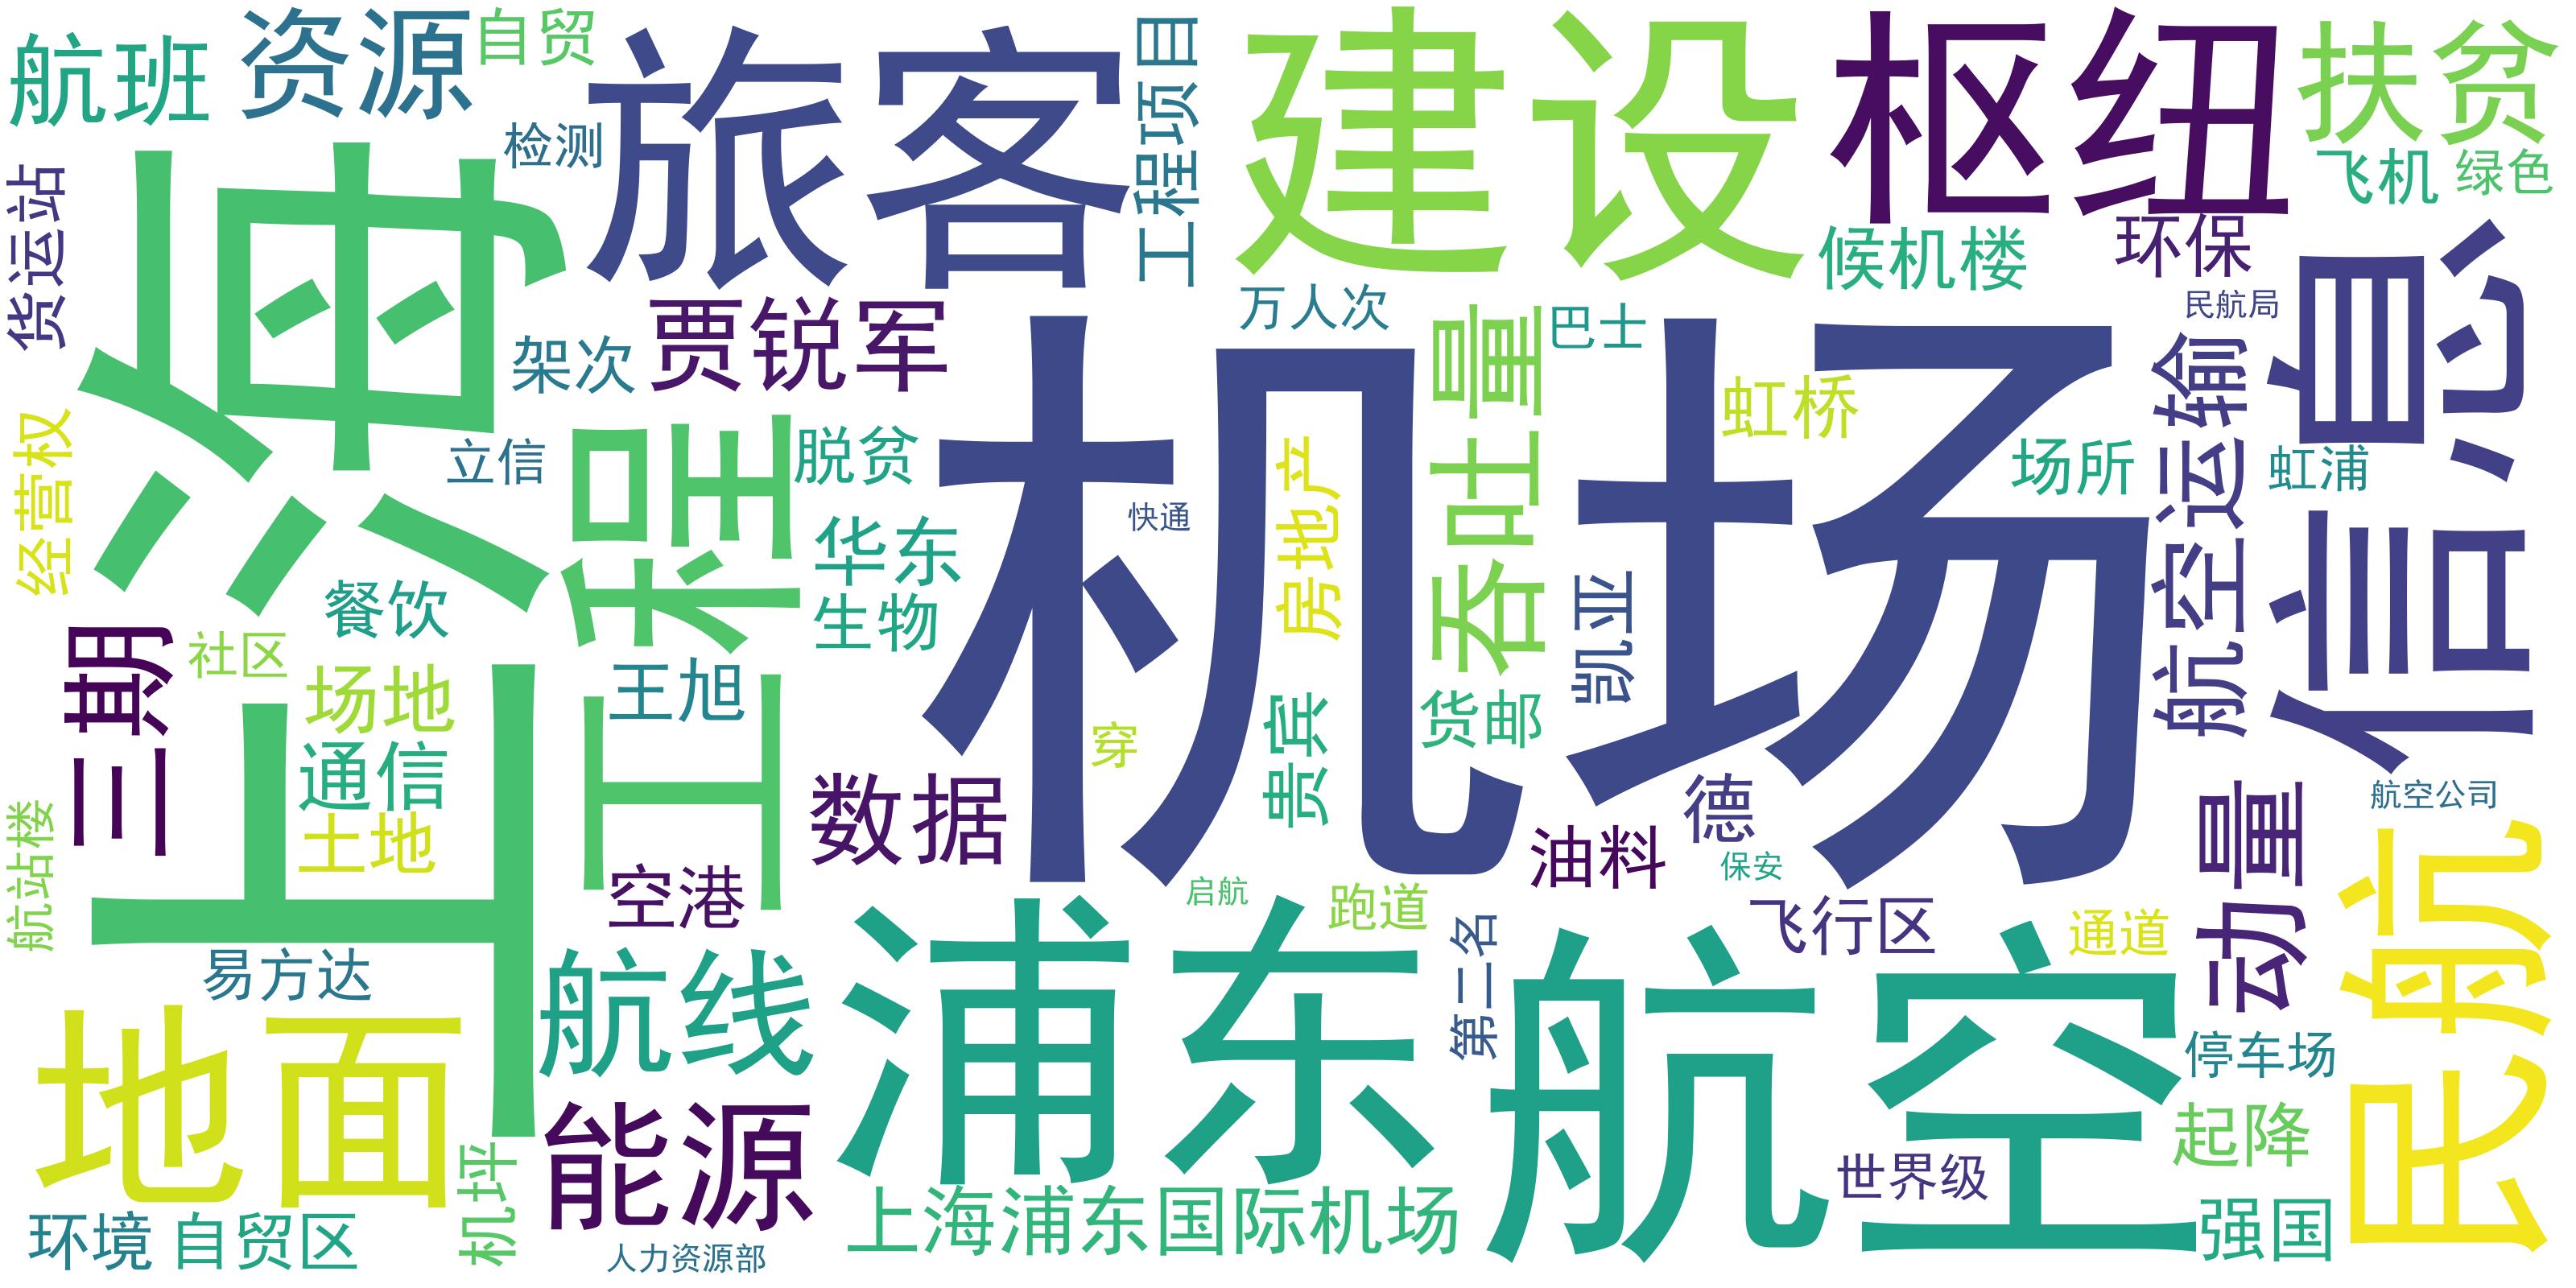 航班
资源
自贸
旅客
工程项目
建设
枢纽
扶贫
检测
飞机
绿色
货运站
上海
候机楼
环保
信息
贾锐军
架次
万人次
吞吐量
巴士
民航局
航空运输
机场
虹桥
经营权
立信
工程
脱贫
房地产
场所
虹浦
快通
华东
凯亚
餐饮
生物
三期
社区
场地
王旭
贵宾
货邮
穿
通信
数据
德
动量
航空公司
航站楼
土地
空港
油料
保安
民航
启航
跑道
第二名
飞行区
通道
易方达
航线
浦东
航空
地面
停车场
能源
机坪
起降
世界级
环境
自贸区
上海浦东国际机场
强国
人力资源部